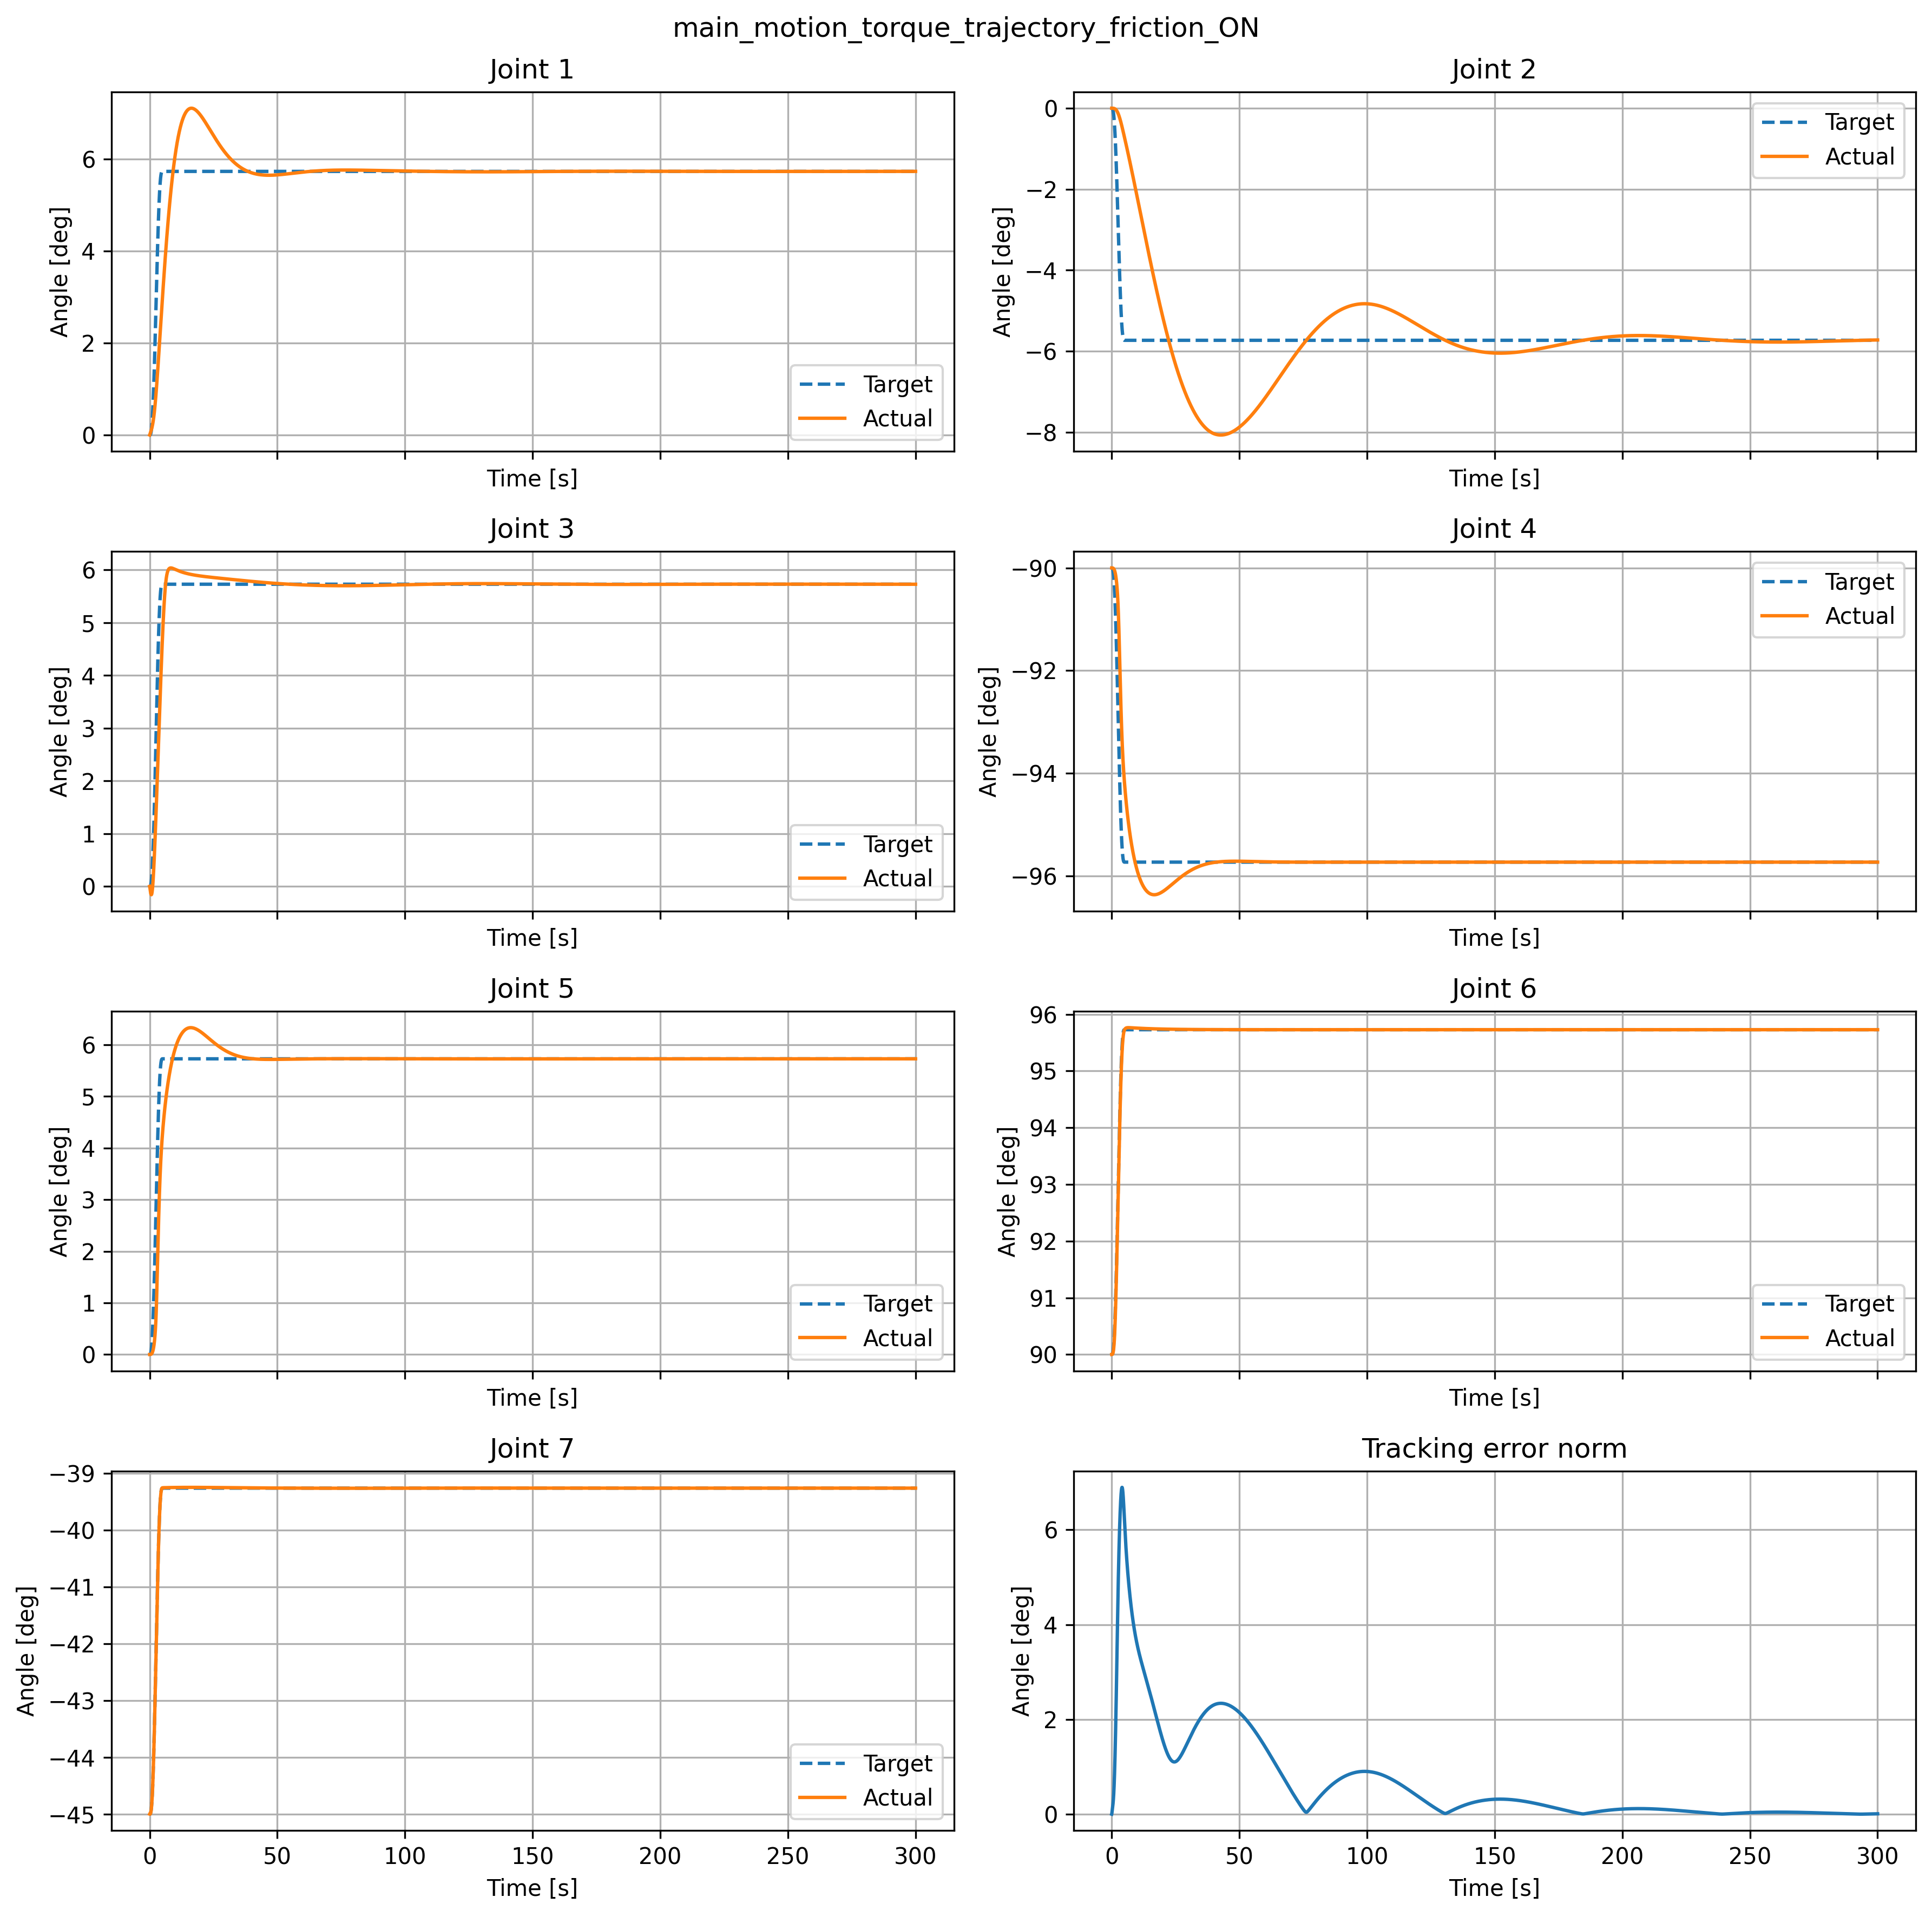 main_motion_torque_trajectory_friction_ON
Joint 1
Angle [deg]
6
4
2
0
Target
Actual
Time [s]
Joint 2
Angle [deg]
0
−2
−4
−6
−8
Target
Actual
Time [s]
Joint 3
Angle [deg]
6
5
4
3
2
1
0
Target
Actual
Time [s]
Joint 4
Angle [deg]
−90
−92
−94
−96
Target
Actual
Time [s]
Joint 5
Angle [deg]
6
5
4
3
2
1
0
Target
Actual
Time [s]
Joint 6
Angle [deg]
96
95
94
93
92
91
90
Target
Actual
Time [s]
Joint 7
Angle [deg]
−39
−40
−41
−42
−43
−44
−45
Target
Actual
0 50 100 150 200 250 300
Time [s]
Tracking error norm
Angle [deg]
6
4
2
0
0 50 100 150 200 250 300
Time [s]